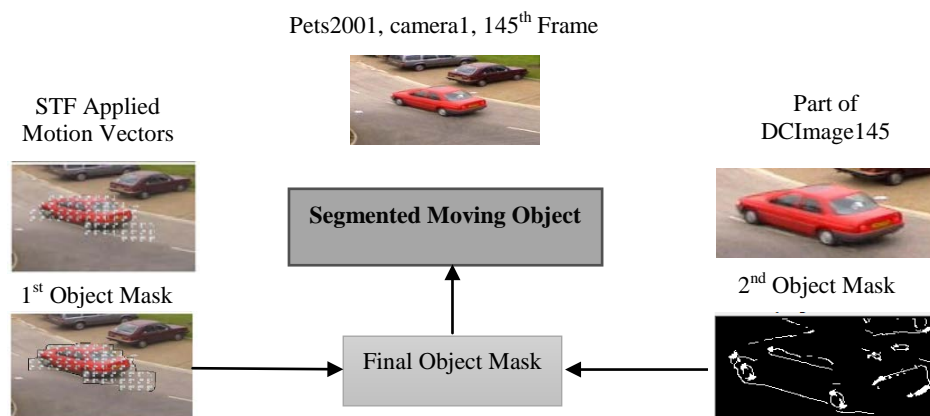 Pets2001, camera1, 145th Frame
STF Applied
Motion Vectors
Part of
DCImage145
Segmented Moving Object
1st Object Mask
2nd Object Mask
Final Object Mask